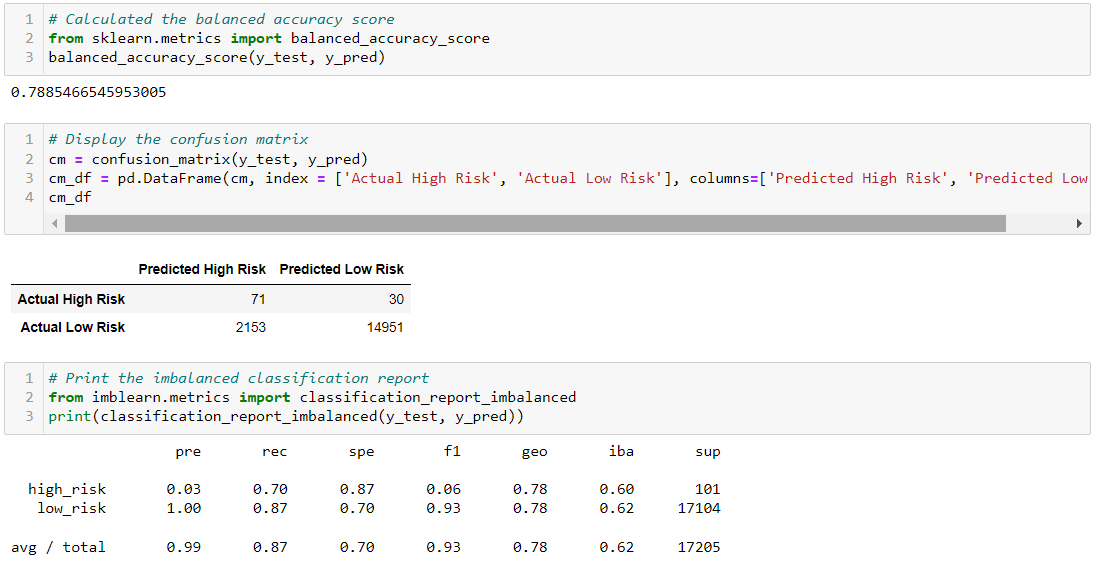 1 # Calculated the balanced accuracy score
2 from sklearn.metrics import balanced_accuracy_score
3 balanced_accuracy_score(y_test, y_pred)
0.7885466545953005
1 # Display the confusion matrix
2 cm = confusion_matrix(y_test, y_pred)
3 cm_df = pd.DataFrame(cm, index = ['Actual High Risk', 'Actual Low Risk'], columns=['Predicted High Risk', 'Predicted Low
4 cm_df
Predicted High Risk Predicted Low Risk
Actual High Risk 71 30
Actual Low Risk 2153 14951
1 # Print the imbalanced classification report
2 from imblearn.metrics import classification_report_imbalanced
3 print(classification_report_imbalanced(y_test, y_pred))
pre rec spe f1 geo iba sup
high_risk 0.03 0.70 0.87 0.06 0.78 0.60 101
low_risk 1.00 0.87 0.70 0.93 0.78 0.62 17104
avg / total 0.99 0.87 0.70 0.93 0.78 0.62 17205